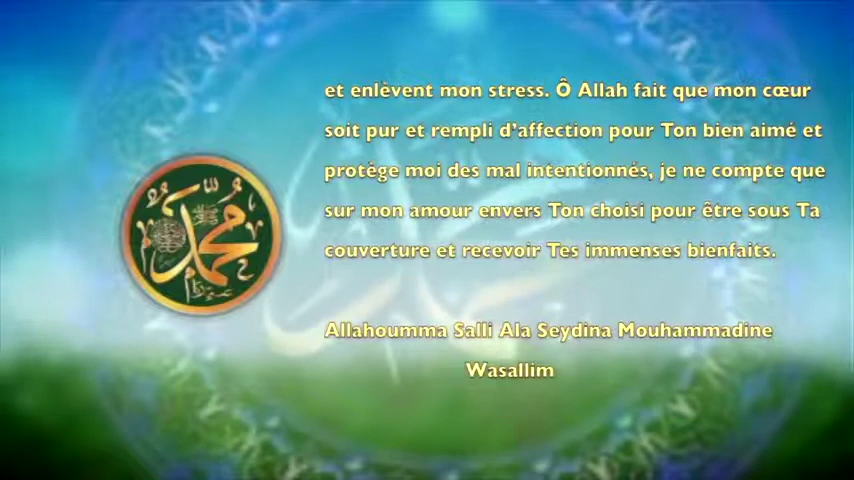 محمد
et enlèvent mon stress. Ô Allah fait que mon cœur
soit pur et rempli d'affection pour Ton bien aimé et
protège moi des mal intentionnés, je ne compte que
sur mon amour envers Ton choisi pour être sous Ta
couverture et recevoir Tes immenses bienfaits.
Allahoumma Salli Ala Seydina Mouhammadine
Wasallim